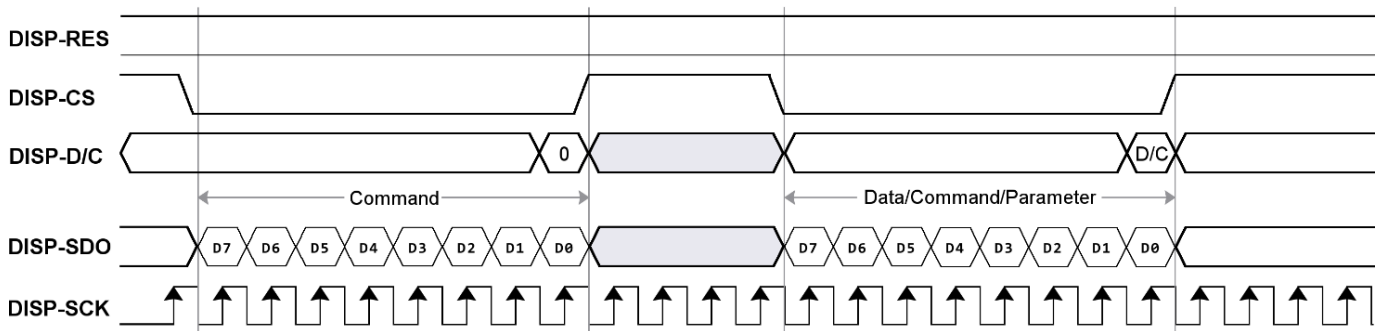 DISP-RES
DISP-CS
DISP-D/C 0 D/C
Command Data/Command/Parameter
DISP-SDO D7 D6 D5 D4 D3 D2 D1 D0 D7 D6 D5 D4 D3 D2 D1 D0
DISP-SCK